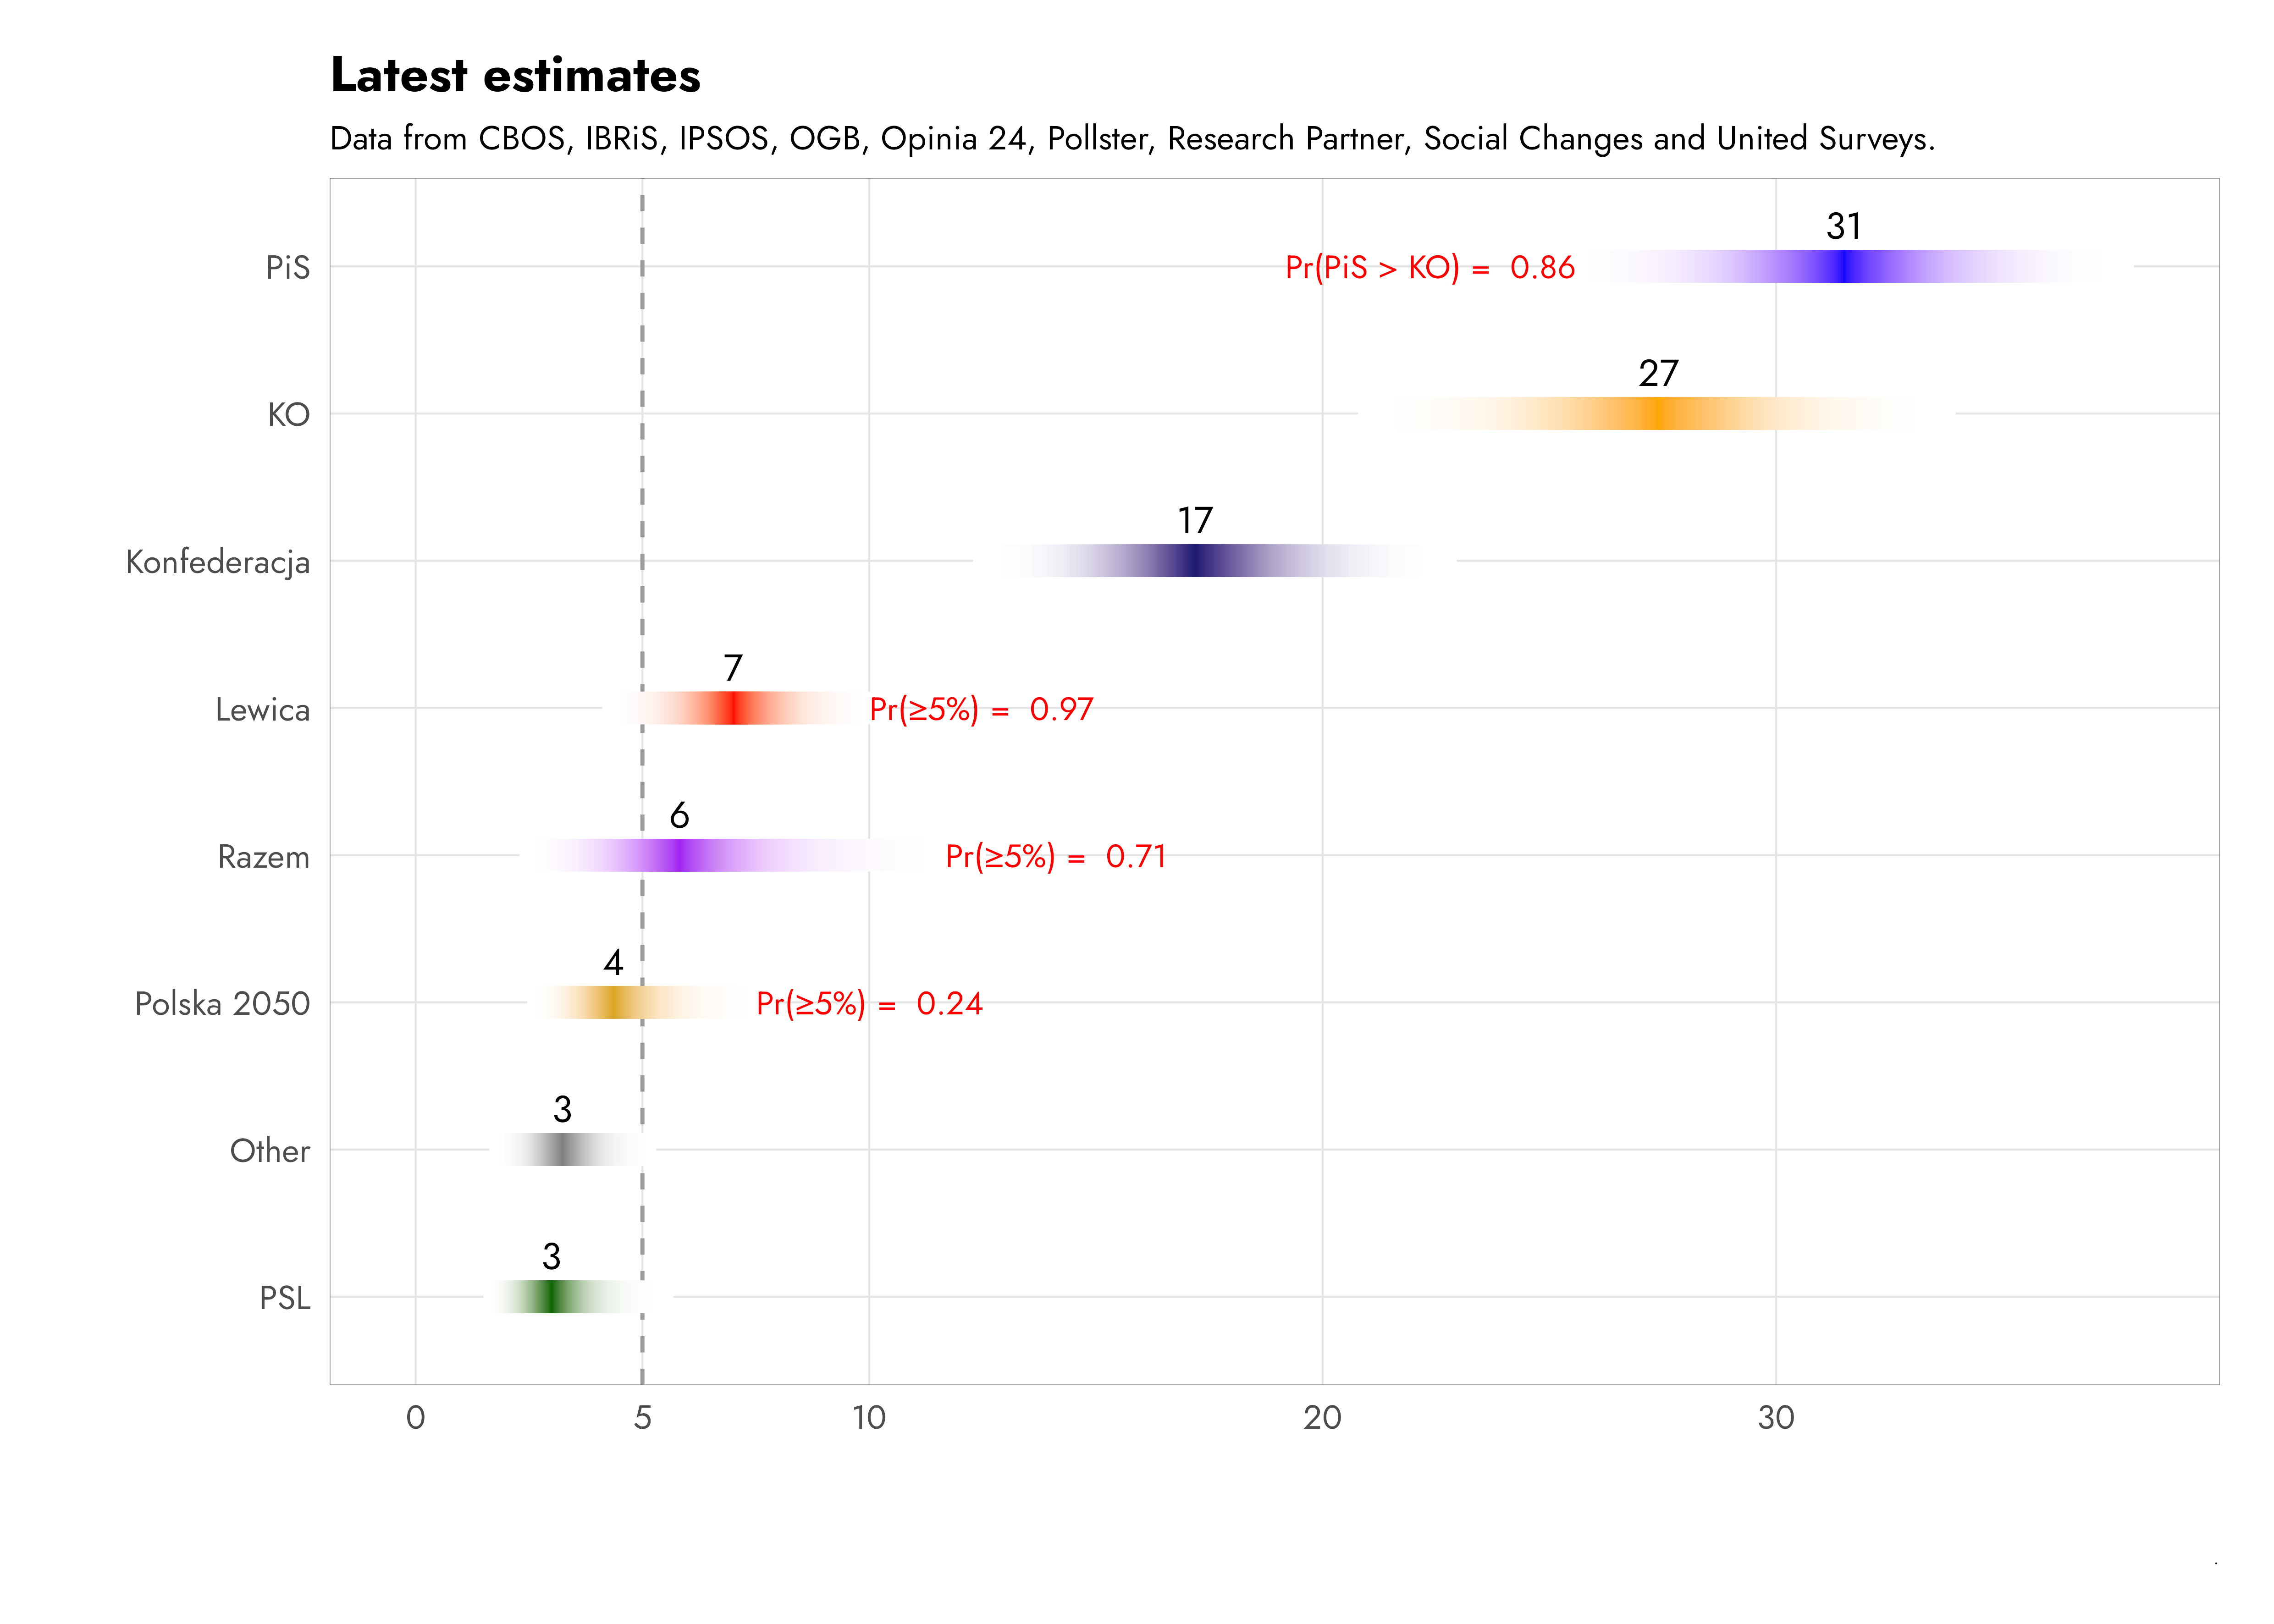 Latest estimates
Data from CBOS, IBRiS, IPSOS, OGB, Opinia 24, Pollster, Research Partner, Social Changes and United Surveys.
31
PiS
Pr(PiS > KO) = 0.86
27
KO
17
Konfederacja
7
Lewica
Pr(≥5%) = 0.97
6
Razem
Pr(≥5%) = 0.71
4
Polska 2050
Pr(≥5%) = 0.24
3
Other
3
PSL
0 5 10 20 30
.